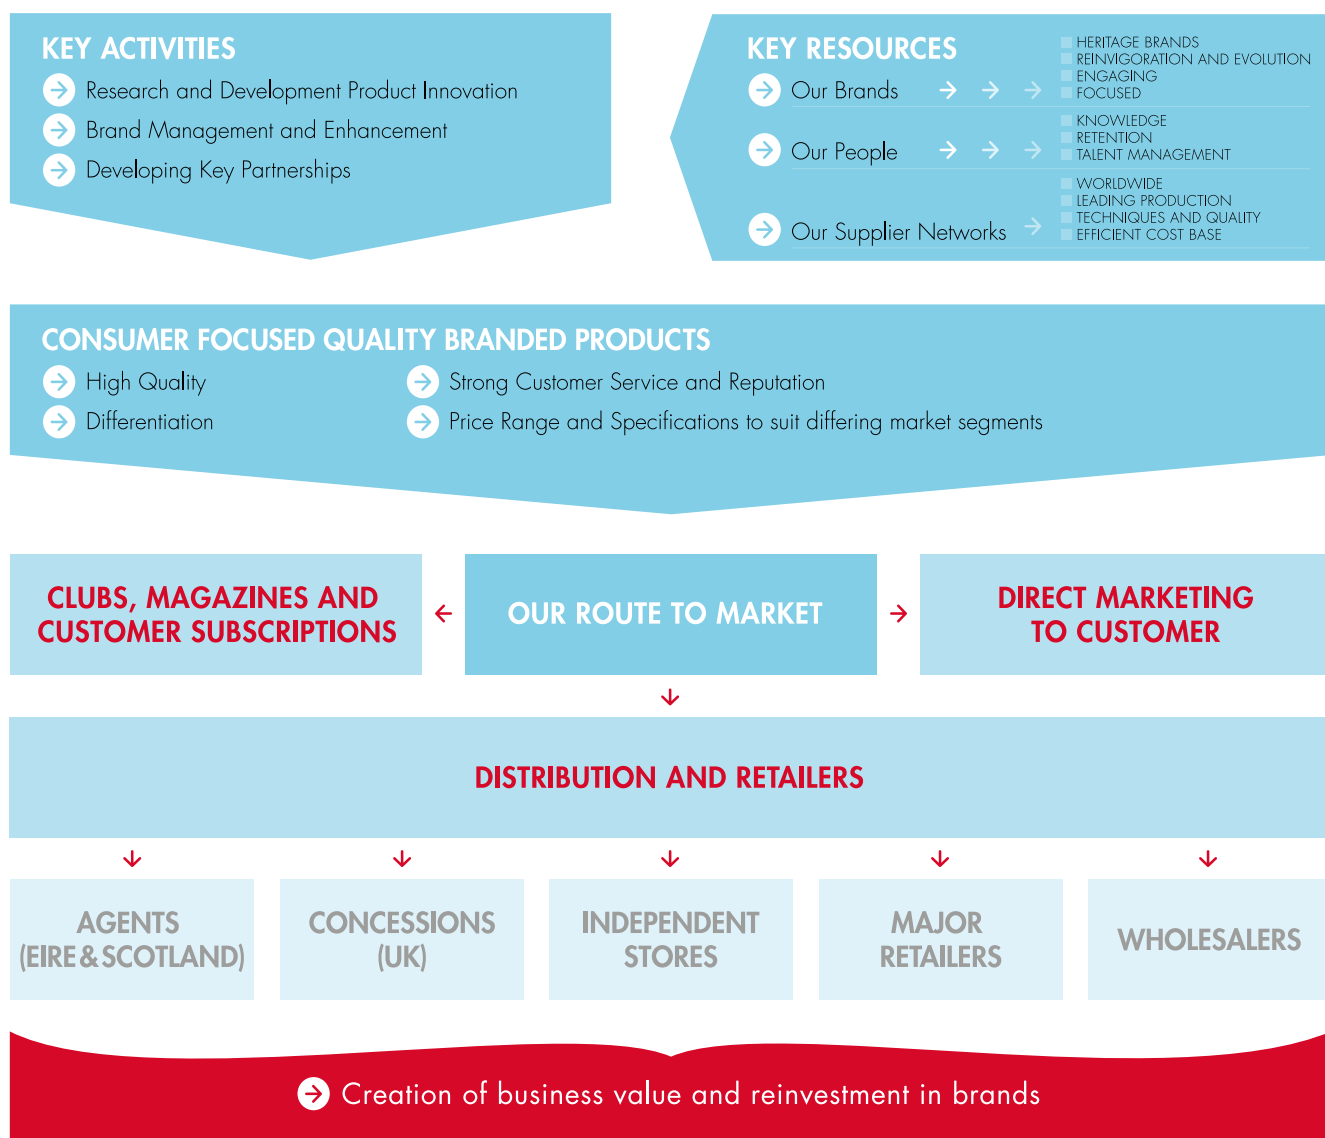 KEY ACTIVITIES
Research and Development Product Innovation
Brand Management and Enhancement
Developing Key Partnerships
KEY RESOURCES
Our Brands
HERITAGE BRANDS
REINVIGORATION AND EVOLUTION
ENGAGING
FOCUSED
Our People
KNOWLEDGE
RETENTION
TALENT MANAGEMENT
Our Supplier Networks
WORLDWIDE
LEADING PRODUCTION
TECHNIQUES AND QUALITY
EFFICIENT COST BASE
CONSUMER FOCUSED QUALITY BRANDED PRODUCTS
High Quality
Differentiation
Strong Customer Service and Reputation
Price Range and Specifications to suit differing market segments
CLUBS, MAGAZINES AND
CUSTOMER SUBSCRIPTIONS
OUR ROUTE TO MARKET
DIRECT MARKETING
TO CUSTOMER
DISTRIBUTION AND RETAILERS
AGENTS
(EIRE & SCOTLAND)
CONCESSIONS
(UK)
INDEPENDENT
STORES
MAJOR
RETAILERS
WHOLESALERS
Creation of business value and reinvestment in brands